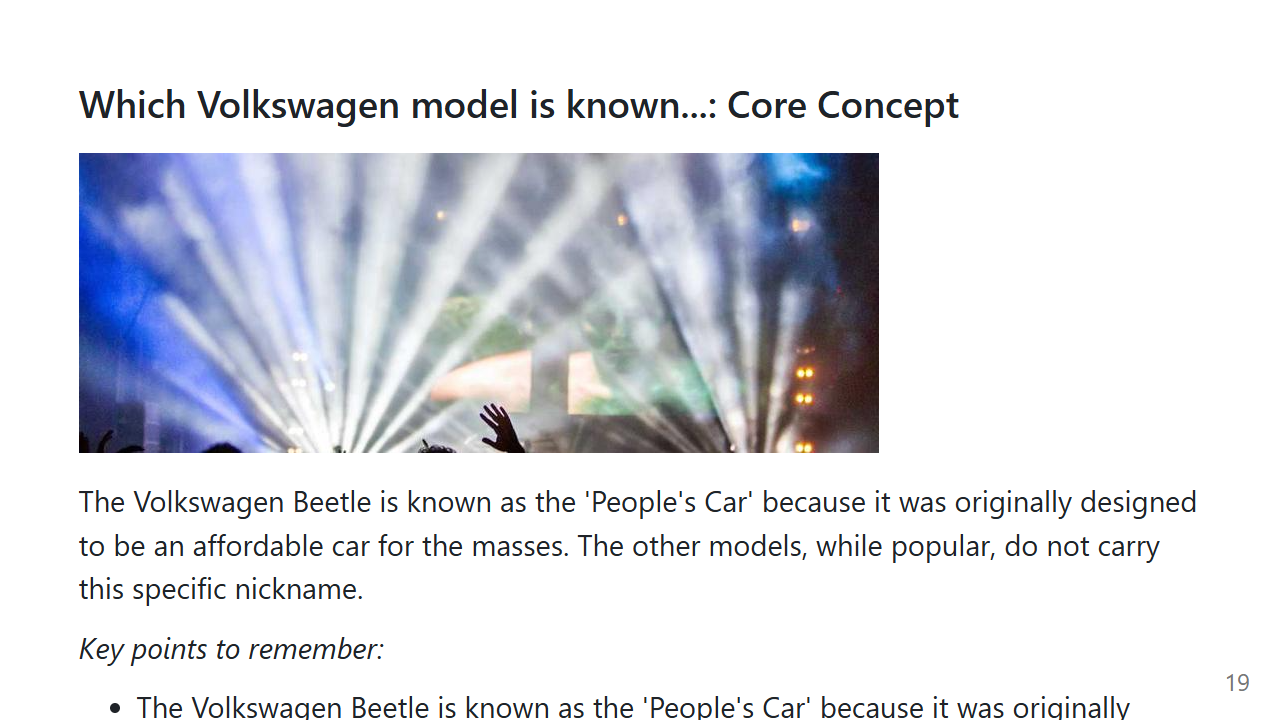 Which Volkswagen model is known...: Core Concept
The Volkswagen Beetle is known as the 'People's Car' because it was originally designed
to be an affordable car for the masses. The other models, while popular, do not carry
this specific nickname.
Key points to remember:
• The Volkswagen Beetle is known as the 'People's Car' because it was originally
19